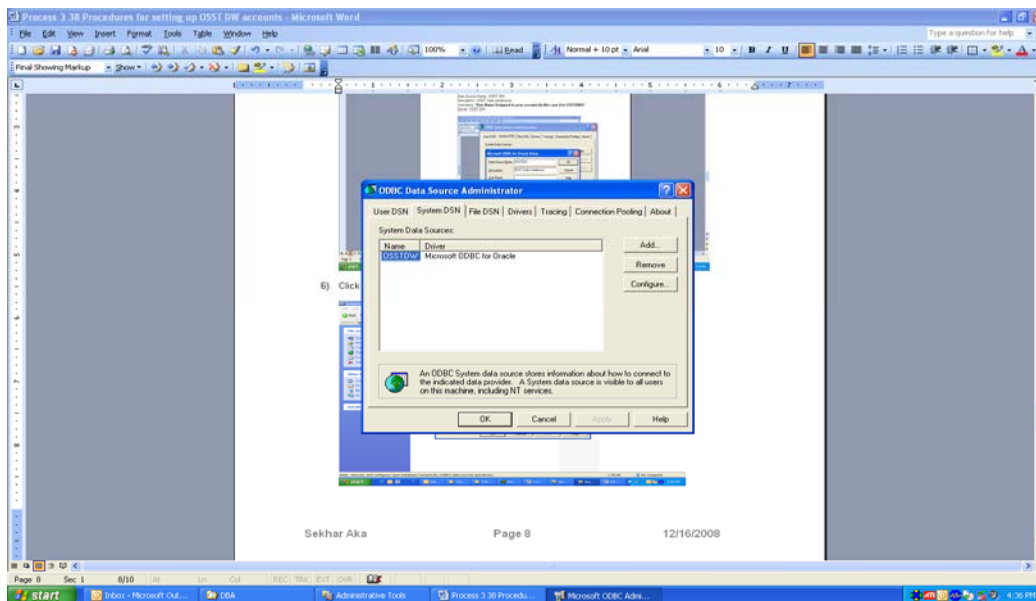 Process 3 38 Procedures for setting up OSST DW accounts - Microsoft Word
File Edit View Insert Format Tools Table Window Help
Type a question for help
100%
Read
Normal + 10 pt
Arial
10
B I U
Final Showing Markup
Show
ODBC Data Source Administrator
User DSN System DSN File DSN Drivers Tracing Connection Pooling About
System Data Sources:
Name Driver
OSSTDW Microsoft ODBC for Oracle
Add...
Remove
Configure...
An ODBC System data source stores information about how to connect to
the indicated data provider. A System data source is visible to all users
on this machine, including NT services.
OK Cancel Apply Help
6) Click
Sekhar Aka Page 8 12/16/2008
Page 8 Sec 1 8/10 At Ln Col REC TRK EXT OVR
start Inbox - Microsoft Out... DBA Administrative Tools Process 3 38 Procedu... Microsoft ODBC Admi... 4:36 PM